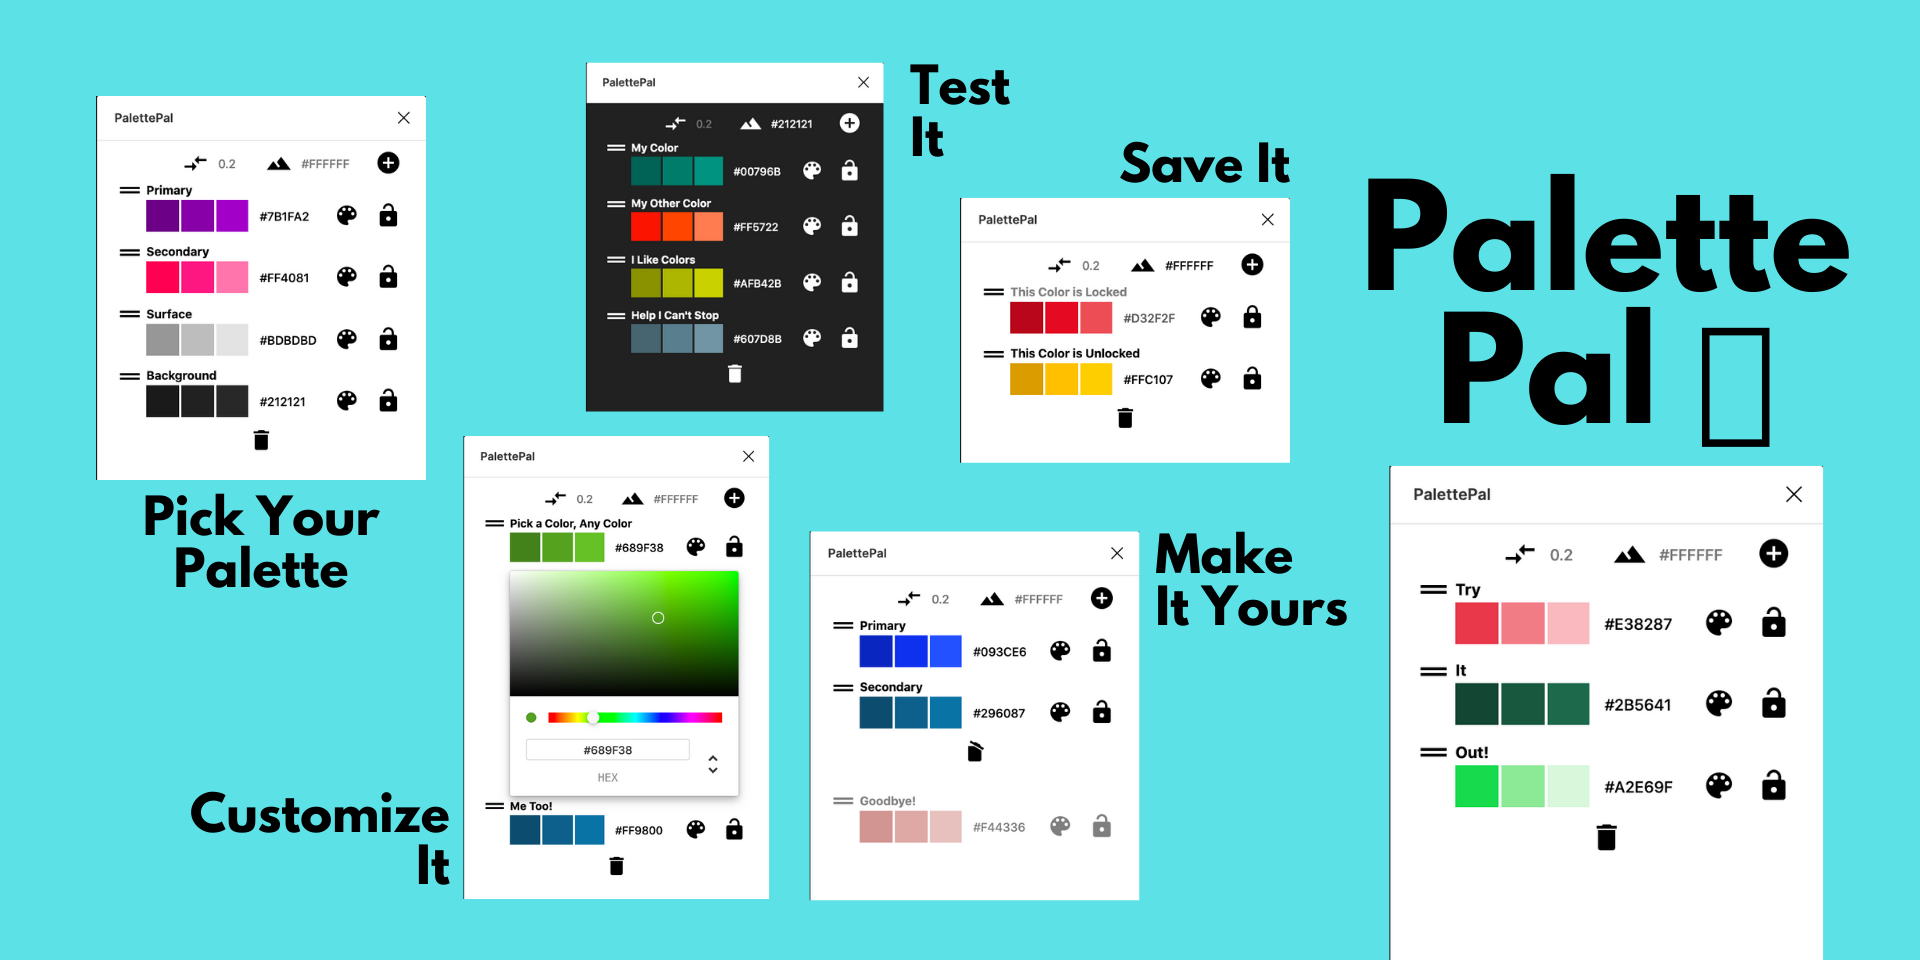 PalettePal
0.2 #FFFFFF
Primary
#7B1FA2
Secondary
#FF4081
Surface
#BDBDBD
Background
#212121
Pick Your
Palette
PalettePal
0.2 #212121
My Color
#00796B
My Other Color
#FF5722
I Like Colors
#AFB42B
Help I Can't Stop
#607D8B
Test
It
PalettePal
0.2 #FFFFFF
Pick a Color, Any Color
#689F38
#689F38
HEX
Me Too!
#FF9800
Customize
It
Save It
PalettePal
0.2 #FFFFFF
This Color is Locked
#D32F2F
This Color is Unlocked
#FFC107
PalettePal
0.2 #FFFFFF
Primary
#093CE6
Secondary
#296087
Goodbye!
#F44336
Make
It Yours
Palette
Pal
PalettePal
0.2 #FFFFFF
Try
#E38287
It
#2B5641
Out!
#A2E69F